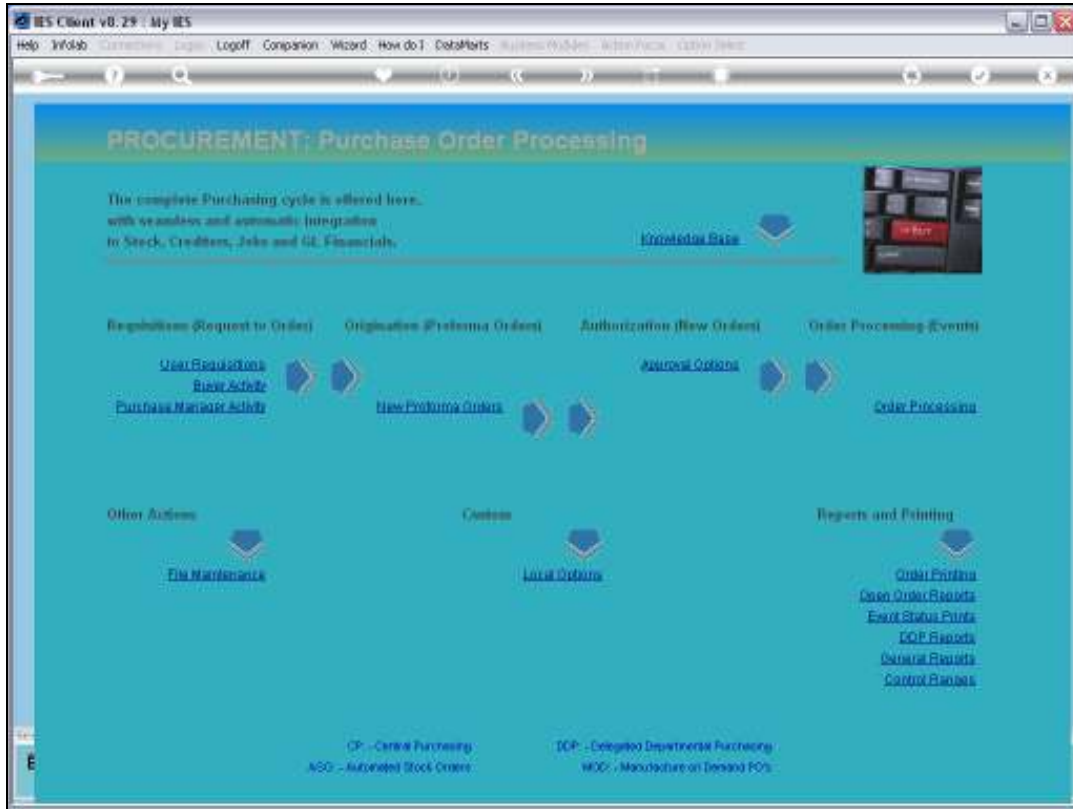 IES Client v8.29 : My IES
Help Infolab Logoff Companion Wizard How do I DataMarts
PROCUREMENT: Purchase Order Processing
The complete Purchasing cycle is offered here,
with seamless and automatic Integration
to Stock, Creditors, Jobs and GL Financials.
Knowledge Base
Requisitions (Request to Order)
Origination (Proforma Orders)
Authorization (New Orders)
Order Processing (Events)
User Requisitions
Buyer Activity
Purchase Manager Activity
New Proforma Orders
Approval Options
Order Processing
Other Actions
Custom
Reports and Printing
File Maintenance
Local Options
Order Printing
Open Order Reports
Event Status Prints
DDP Reports
General Reports
Control Ranges
CP: - Central Purchasing
DDP: - Delegated Departmental Purchasing
ASO: - Automated Stock Orders
MOD: - Manufacture on Demand PO's